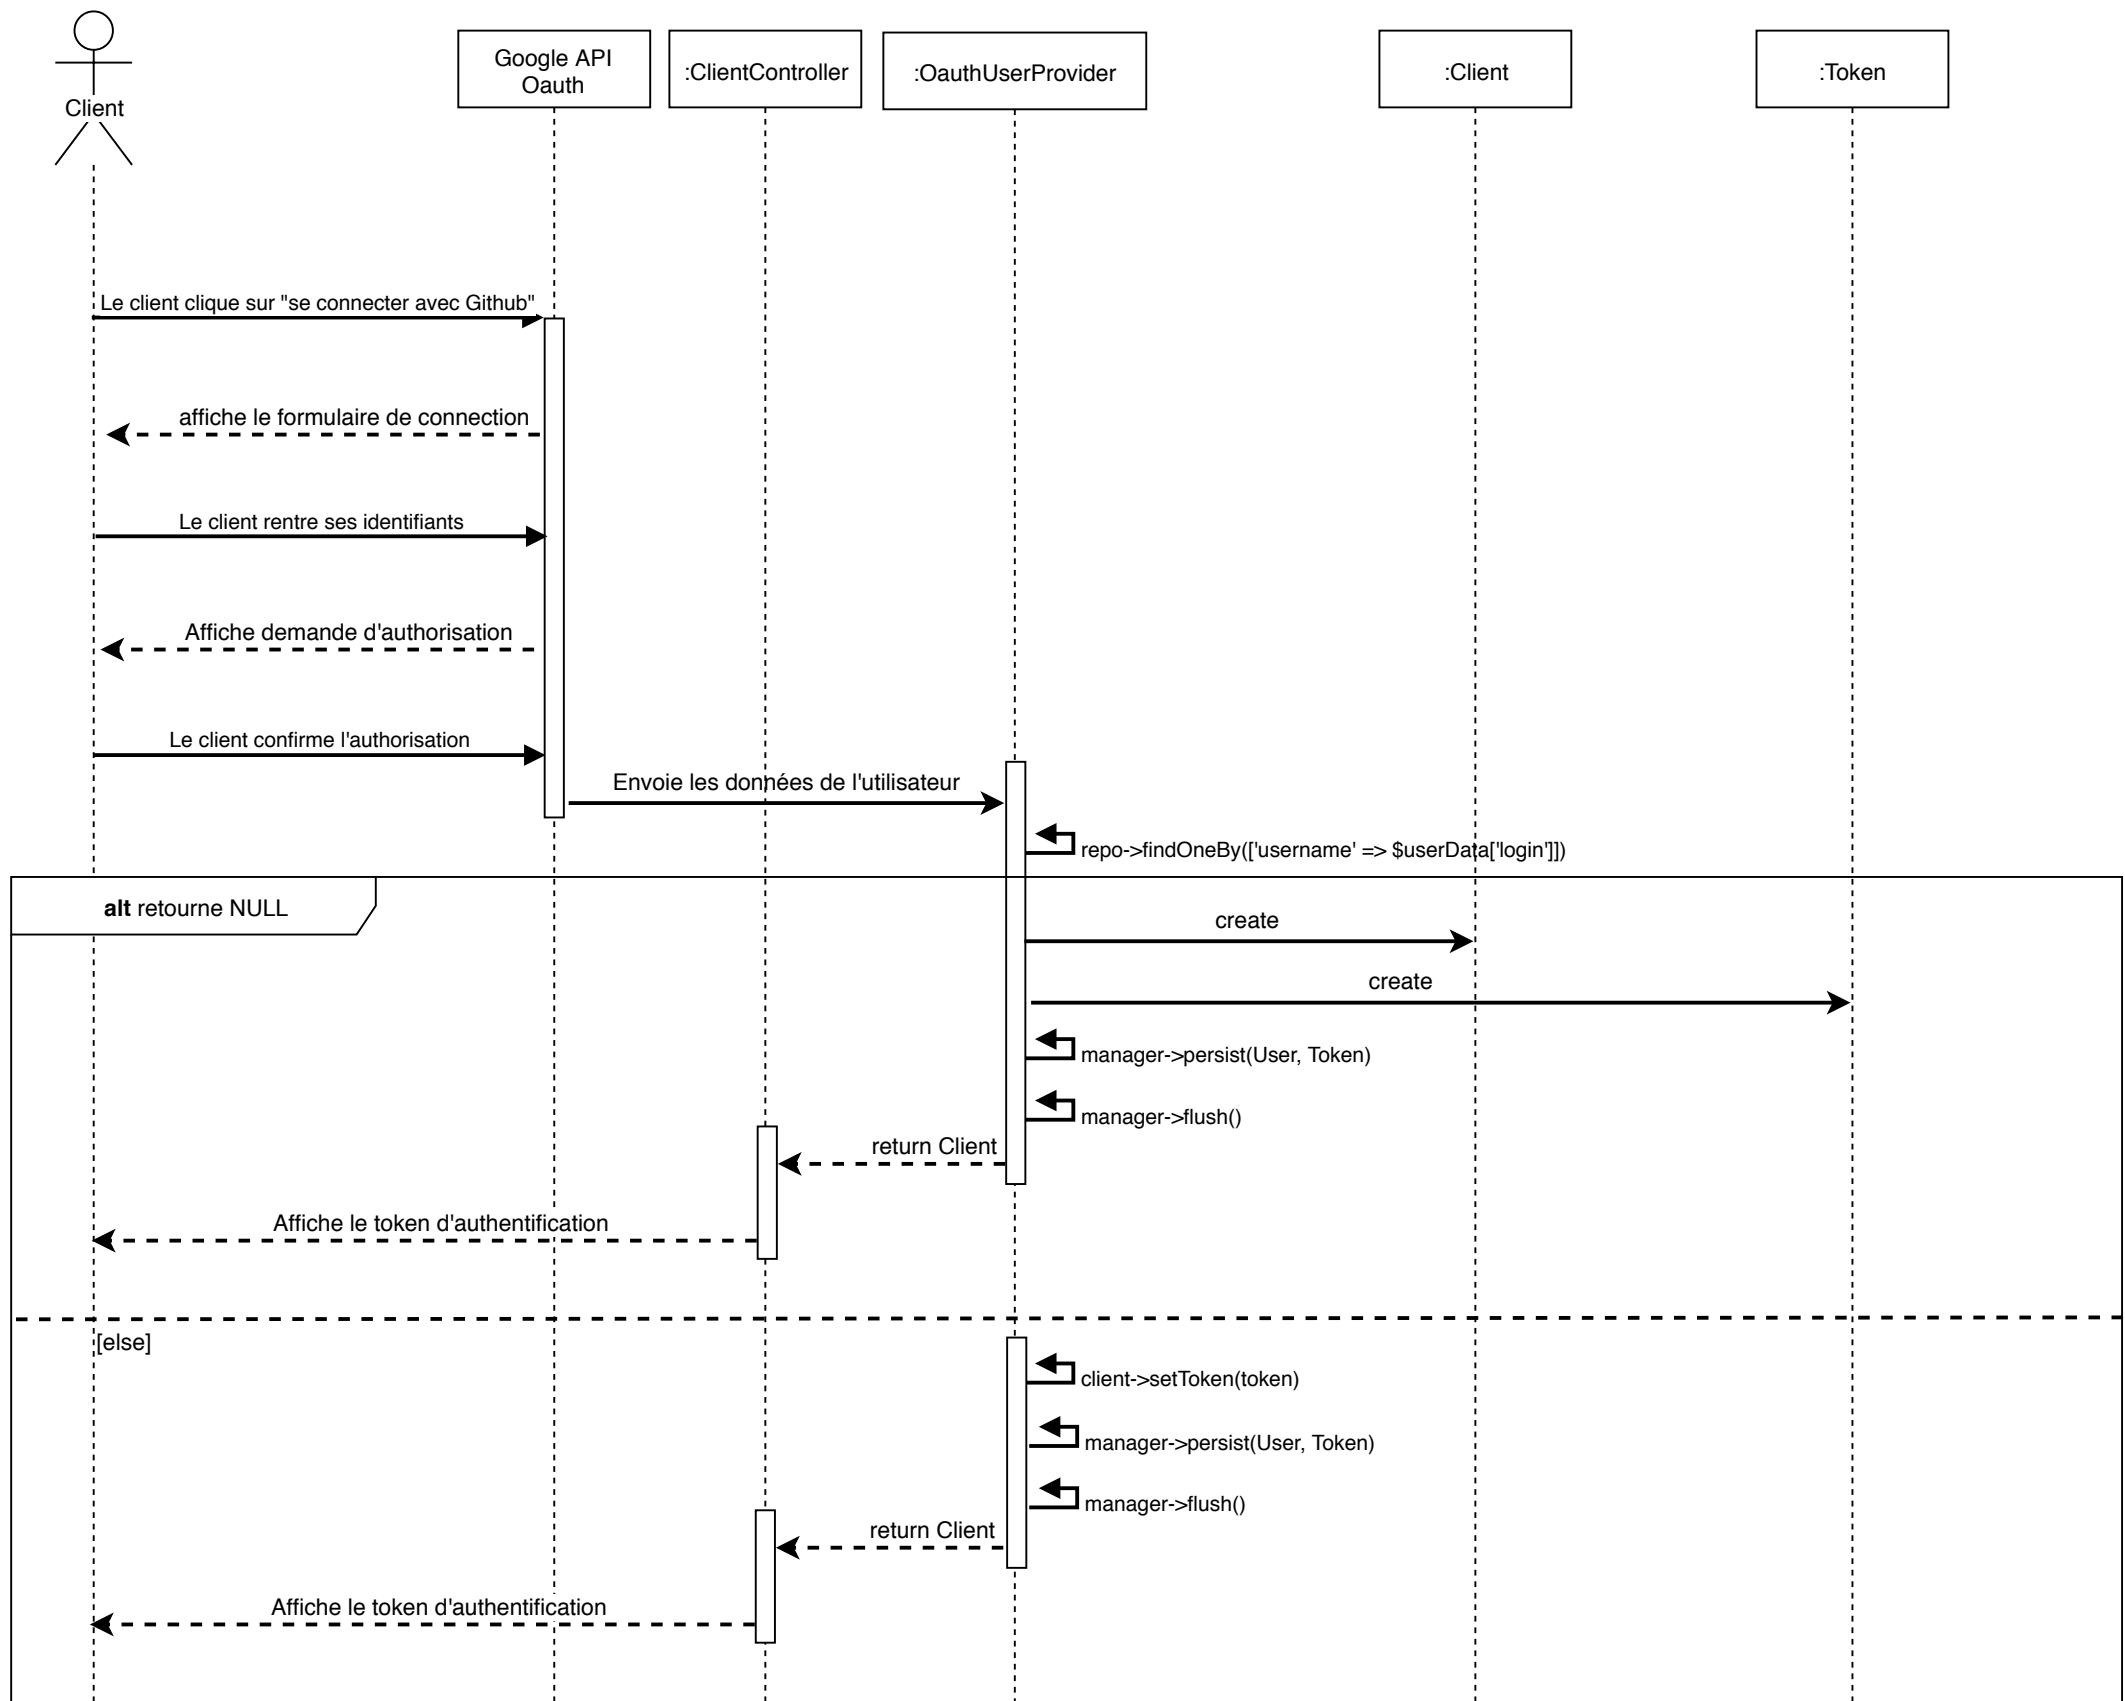 Client
Google API
Oauth
:ClientController
:OauthUserProvider
:Client
:Token
Le client clique sur "se connecter avec Github"
affiche le formulaire de connection
Le client rentre ses identifiants
Affiche demande d'authorisation
Le client confirme l'authorisation
Envoie les données de l'utilisateur
repo->findOneBy(['username' => $userData['login']])
alt retourne NULL
create
create
manager->persist(User, Token)
manager->flush()
return Client
Affiche le token d'authentification
[else]
client->setToken(token)
manager->persist(User, Token)
manager->flush()
return Client
Affiche le token d'authentification